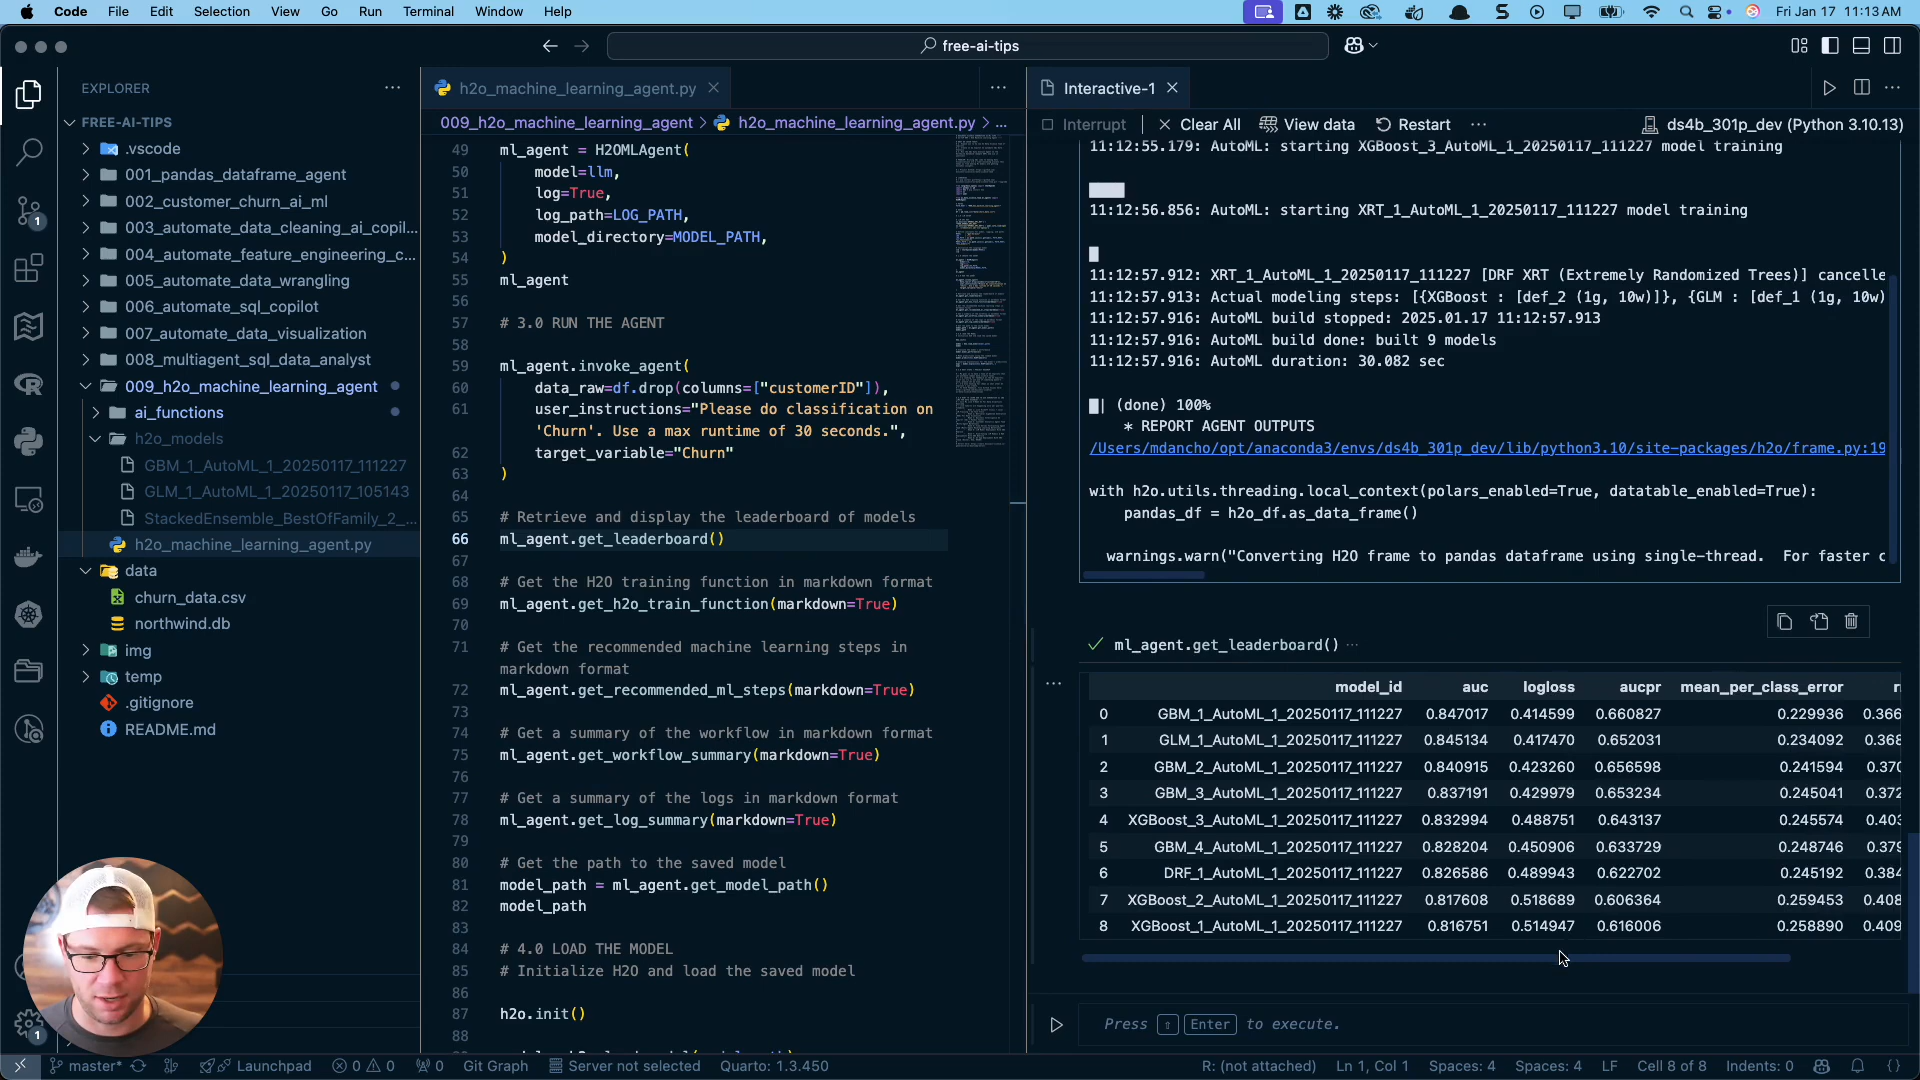 Code File Edit Selection View Go Run Terminal Window Help Fri Jan 17 11:13 AM
free-ai-tips
EXPLORER
FREE-AI-TIPS
.vscode
001_pandas_dataframe_agent
002_customer_churn_ai_ml
003_automate_data_cleaning_ai_copil...
004_automate_feature_engineering_c...
005_automate_data_wrangling
006_automate_sql_copilot
007_automate_data_visualization
008_multiagent_sql_data_analyst
009_h2o_machine_learning_agent
ai_functions
h2o_models
GBM_1_AutoML_1_20250117_111227
GLM_1_AutoML_1_20250117_105143
StackedEnsemble_BestOfFamily_2_...
h2o_machine_learning_agent.py
data
churn_data.csv
northwind.db
img
temp
.gitignore
README.md
1
1
h2o_machine_learning_agent.py
009_h2o_machine_learning_agent > h2o_machine_learning_agent.py > ...
49 ml_agent = H2OMLAgent(
50 model=llm,
51 log=True,
52 log_path=LOG_PATH,
53 model_directory=MODEL_PATH,
54 )
55 ml_agent
56
57 # 3.0 RUN THE AGENT
58
59 ml_agent.invoke_agent(
60 data_raw=df.drop(columns=["customerID"]),
61 user_instructions="Please do classification on
'Churn'. Use a max runtime of 30 seconds.",
62 target_variable="Churn"
63 )
64
65 # Retrieve and display the leaderboard of models
66 ml_agent.get_leaderboard()
67
68 # Get the H2O training function in markdown format
69 ml_agent.get_h2o_train_function(markdown=True)
70
71 # Get the recommended machine learning steps in
markdown format
72 ml_agent.get_recommended_ml_steps(markdown=True)
73
74 # Get a summary of the workflow in markdown format
75 ml_agent.get_workflow_summary(markdown=True)
76
77 # Get a summary of the logs in markdown format
78 ml_agent.get_log_summary(markdown=True)
79
80 # Get the path to the saved model
81 model_path = ml_agent.get_model_path()
82 model_path
83
84 # 4.0 LOAD THE MODEL
85 # Initialize H2O and load the saved model
86
87 h2o.init()
88
Interactive-1
Interrupt Clear All View data Restart ... ds4b_301p_dev (Python 3.10.13)
11:12:55.179: AutoML: starting XGBoost_3_AutoML_1_20250117_111227 model training
11:12:56.856: AutoML: starting XRT_1_AutoML_1_20250117_111227 model training
11:12:57.912: XRT_1_AutoML_1_20250117_111227 [DRF XRT (Extremely Randomized Trees)] cancelle
11:12:57.913: Actual modeling steps: [{XGBoost : [def_2 (1g, 10w)]}, {GLM : [def_1 (1g, 10w)
11:12:57.916: AutoML build stopped: 2025.01.17 11:12:57.913
11:12:57.916: AutoML build done: built 9 models
11:12:57.916: AutoML duration: 30.082 sec
| (done) 100%
* REPORT AGENT OUTPUTS
/Users/mdancho/opt/anaconda3/envs/ds4b_301p_dev/lib/python3.10/site-packages/h2o/frame.py:19
with h2o.utils.threading.local_context(polars_enabled=True, datatable_enabled=True):
pandas_df = h2o_df.as_data_frame()
warnings.warn("Converting H2O frame to pandas dataframe using single-thread. For faster c
ml_agent.get_leaderboard() ...
model_id auc logloss aucpr mean_per_class_error
0 GBM_1_AutoML_1_20250117_111227 0.847017 0.414599 0.660827 0.229936 0.366
1 GLM_1_AutoML_1_20250117_111227 0.845134 0.417470 0.652031 0.234092 0.368
2 GBM_2_AutoML_1_20250117_111227 0.840915 0.423260 0.656598 0.241594 0.370
3 GBM_3_AutoML_1_20250117_111227 0.837191 0.429979 0.653234 0.245041 0.372
4 XGBoost_3_AutoML_1_20250117_111227 0.832994 0.488751 0.643137 0.245574 0.403
5 GBM_4_AutoML_1_20250117_111227 0.828204 0.450906 0.633729 0.248746 0.379
6 DRF_1_AutoML_1_20250117_111227 0.826586 0.489943 0.622702 0.245192 0.384
7 XGBoost_2_AutoML_1_20250117_111227 0.817608 0.518689 0.606364 0.259453 0.408
8 XGBoost_1_AutoML_1_20250117_111227 0.816751 0.514947 0.616006 0.258890 0.409
Press ⇧ Enter to execute.
master* Launchpad 0 0 0 Git Graph Server not selected Quarto: 1.3.450 R: (not attached) Ln 1, Col 1 Spaces: 4 Spaces: 4 LF Cell 8 of 8 Indents: 0